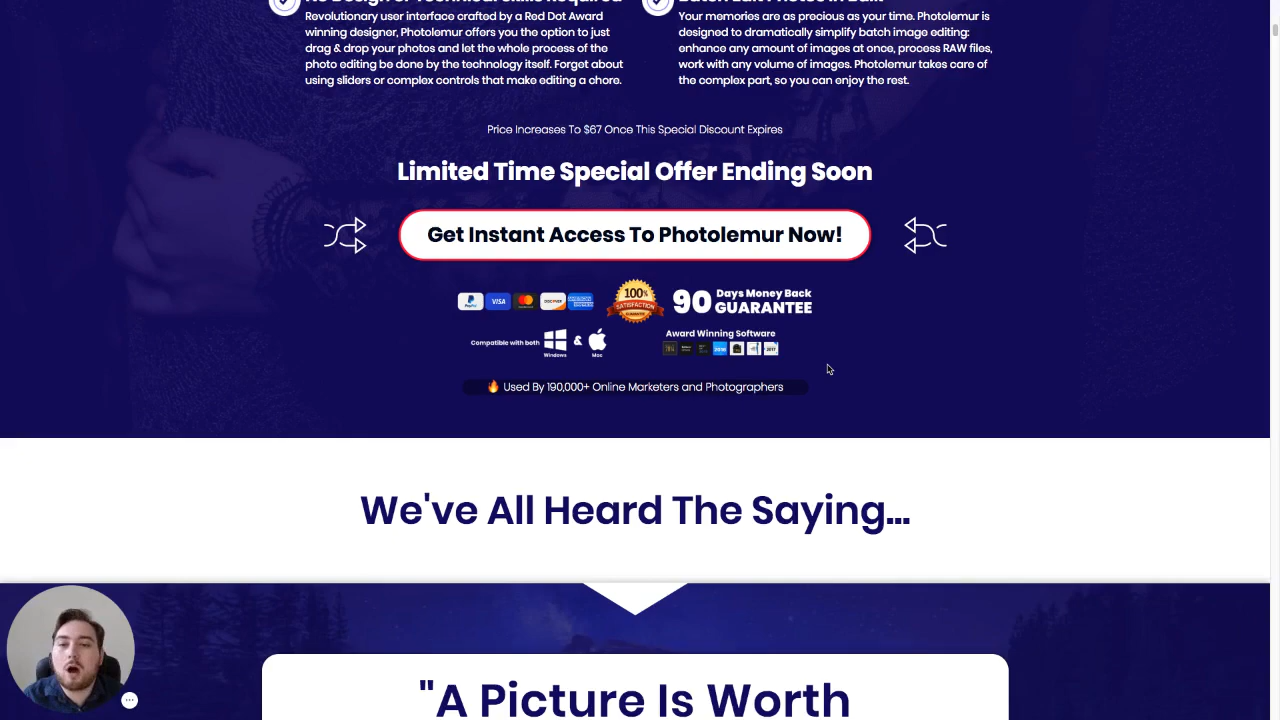 Revolutionary user interface crafted by a Red Dot Award
winning designer, Photolemur offers you the option to just
drag & drop your photos and let the whole process of the
photo editing be done by the technology itself. Forget about
using sliders or complex controls that make editing a chore.
Your memories are as precious as your time. Photolemur is
designed to dramatically simplify batch image editing:
enhance any amount of images at once, process RAW files,
work with any volume of images. Photolemur takes care of
the complex part, so you can enjoy the rest.
Price Increases To $67 Once This Special Discount Expires
Limited Time Special Offer Ending Soon
Get Instant Access To Photolemur Now!
PayPal VISA DISCOVER
100%
SATISFACTION
90 Days Money Back
GUARANTEE
Compatible with both
Windows
&
Mac
Award Winning Software
🔥 Used By 190,000+ Online Marketers and Photographers
We've All Heard The Saying...
"A Picture Is Worth